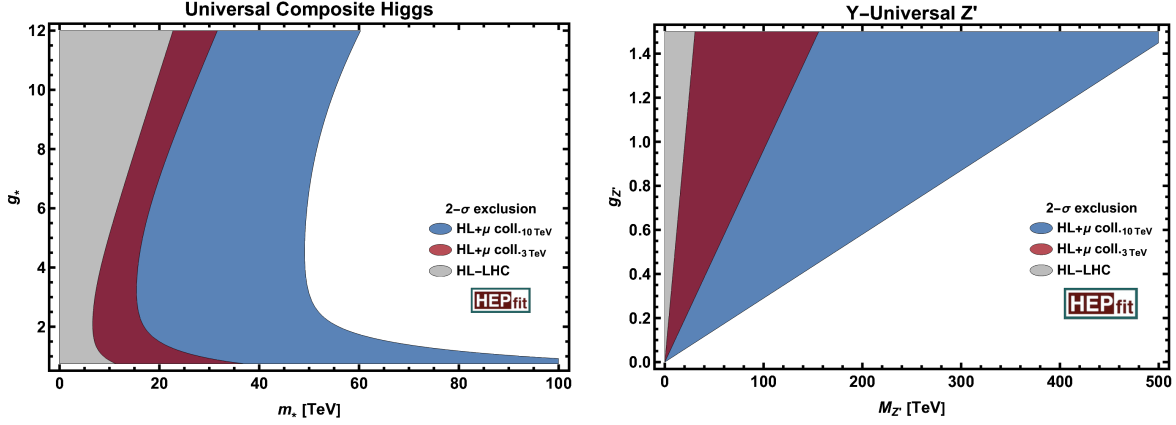 Universal Composite Higgs
12
10
8
6
4
2
g*
0
20
40
60
80
100
m* [TeV]
2-σ exclusion
HL+μ coll.10 TeV
HL+μ coll.3 TeV
HL-LHC
HEPfit
Y-Universal Z'
1.4
1.2
1.0
0.8
0.6
0.4
0.2
0.0
gZ'
0
100
200
300
400
500
MZ' [TeV]
2-σ exclusion
HL+μ coll.10 TeV
HL+μ coll.3 TeV
HL-LHC
HEPfit